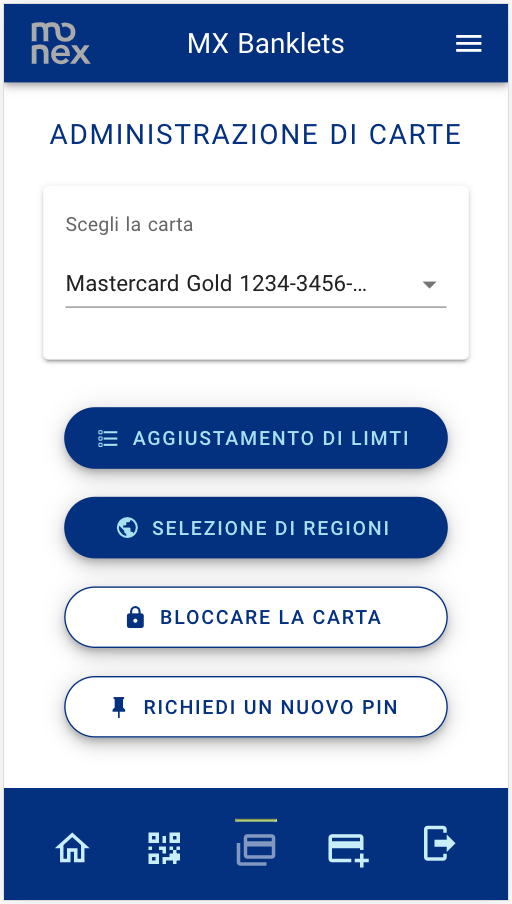 mo
nex
MX Banklets
ADMINISTRAZIONE DI CARTE
Scegli la carta
Mastercard Gold 1234-3456-...
AGGIUSTAMENTO DI LIMTI
SELEZIONE DI REGIONI
BLOCCARE LA CARTA
RICHIEDI UN NUOVO PIN